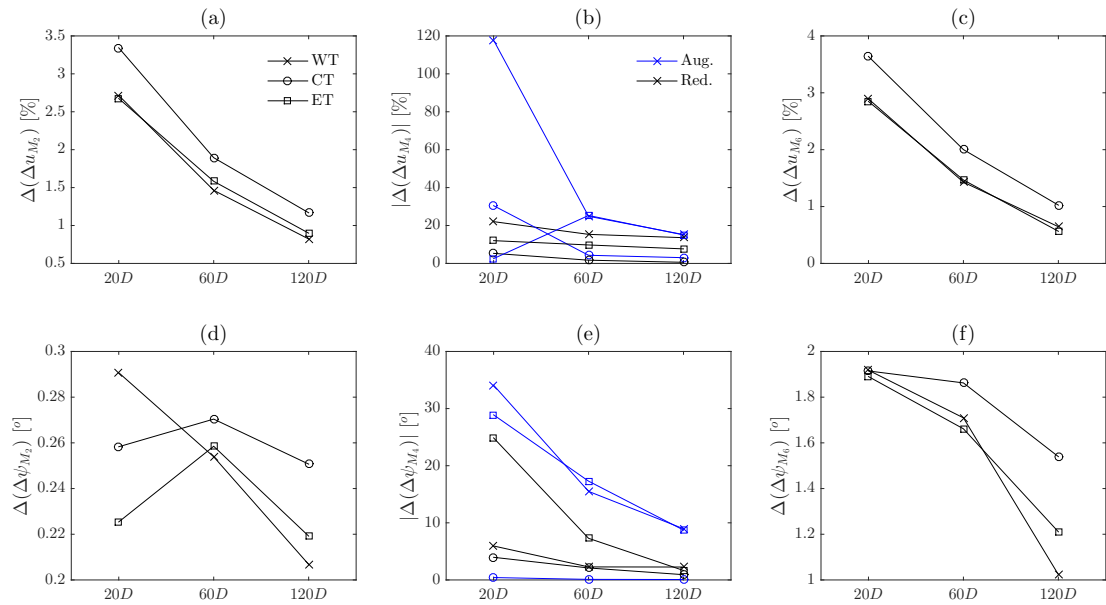 (a)
Δ(Δu_{M_2}) [%]
3.5
3
2.5
2
1.5
1
0.5
20D 60D 120D
WT
CT
ET
(b)
|Δ(Δu_{M_4})| [%]
120
100
80
60
40
20
0
20D 60D 120D
Aug.
Red.
(c)
Δ(Δu_{M_6}) [%]
4
3
2
1
0
20D 60D 120D
(d)
Δ(Δψ_{M_2}) [°]
0.3
0.28
0.26
0.24
0.22
0.2
20D 60D 120D
(e)
|Δ(Δψ_{M_4})| [°]
40
30
20
10
0
20D 60D 120D
(f)
Δ(Δψ_{M_6}) [°]
2
1.8
1.6
1.4
1.2
1
20D 60D 120D